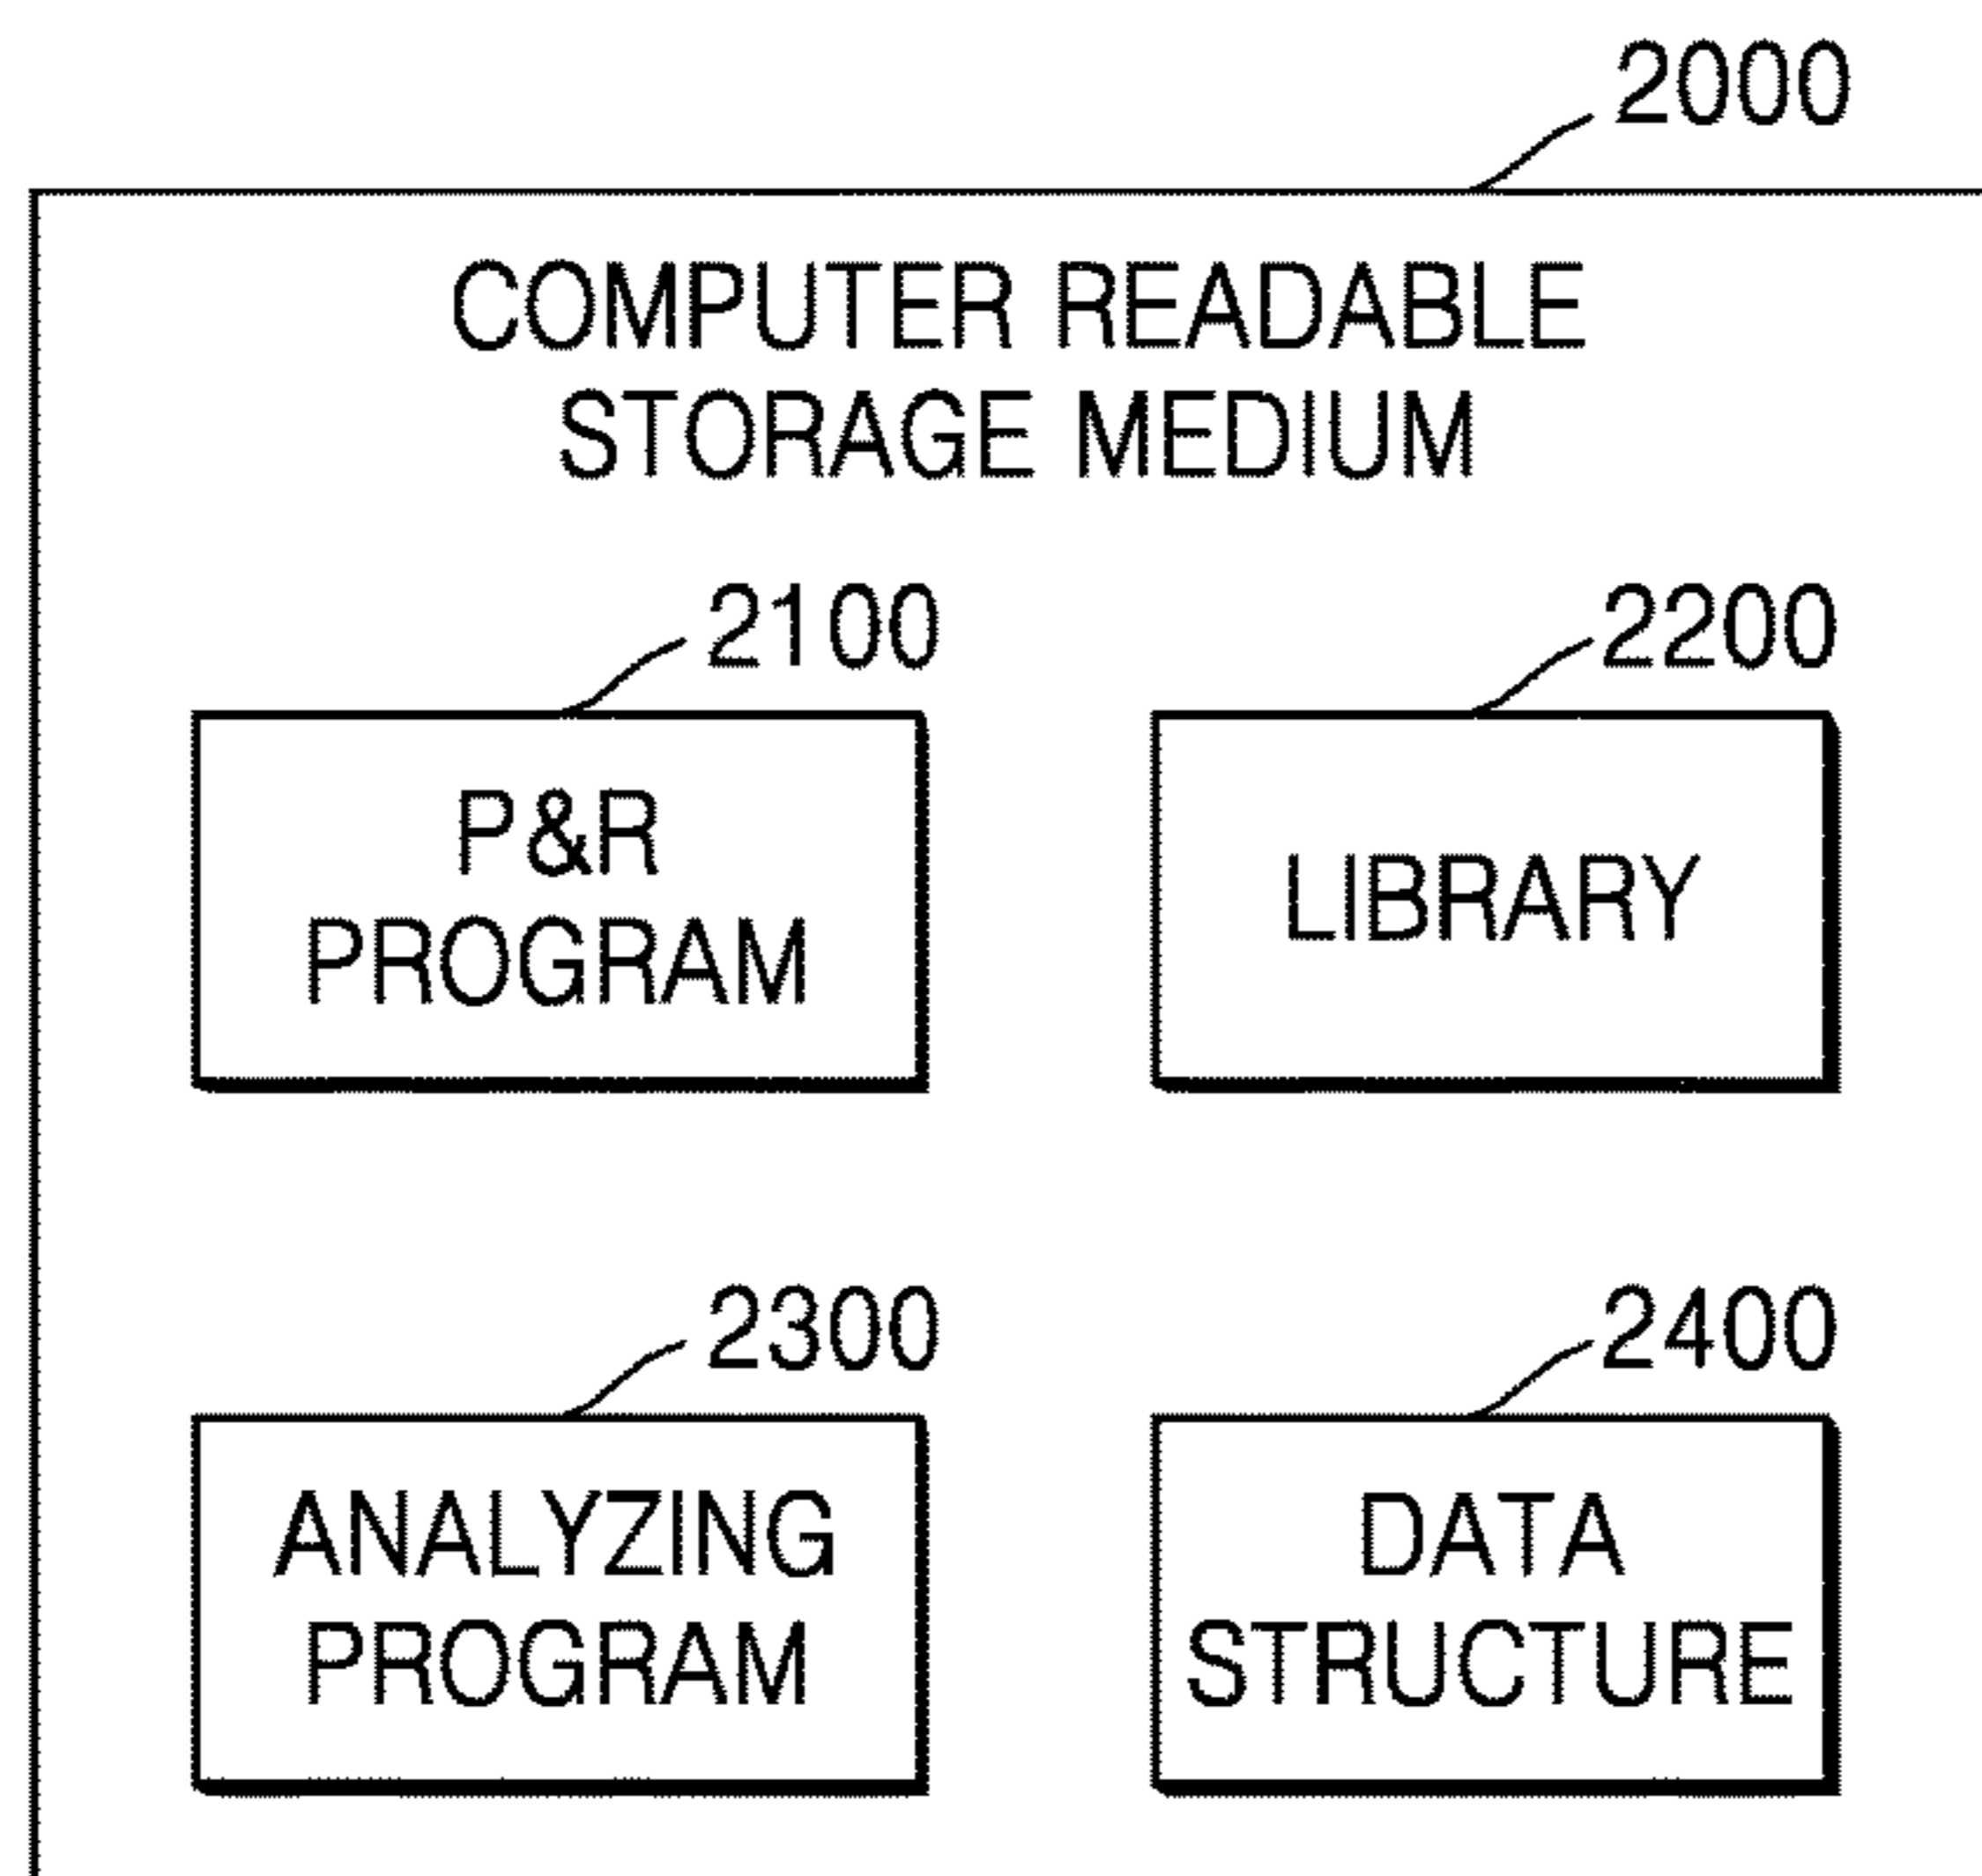 2000
COMPUTER READABLE
STORAGE MEDIUM
2100
P&R
PROGRAM
2200
LIBRARY
2300
ANALYZING
PROGRAM
2400
DATA
STRUCTURE